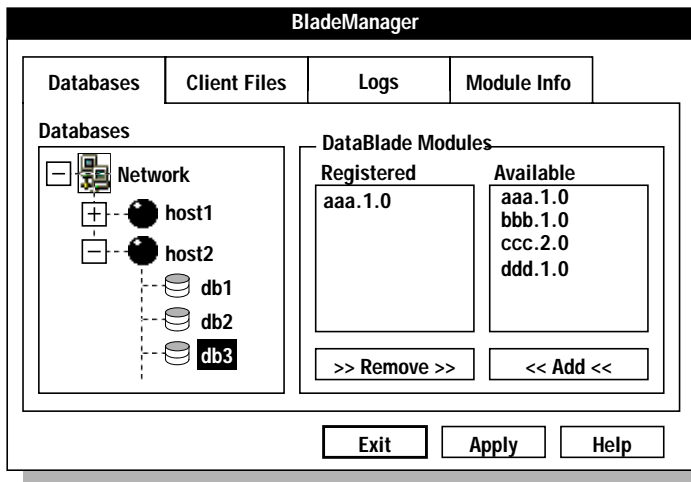 BladeManager
Databases
Client Files
Logs
Module Info
Databases
Network
host1
host2
db1
db2
db3
DataBlade Modules
Registered
aaa.1.0
>> Remove >>
Available
aaa.1.0
bbb.1.0
ccc.2.0
ddd.1.0
<< Add <<
Exit
Apply
Help